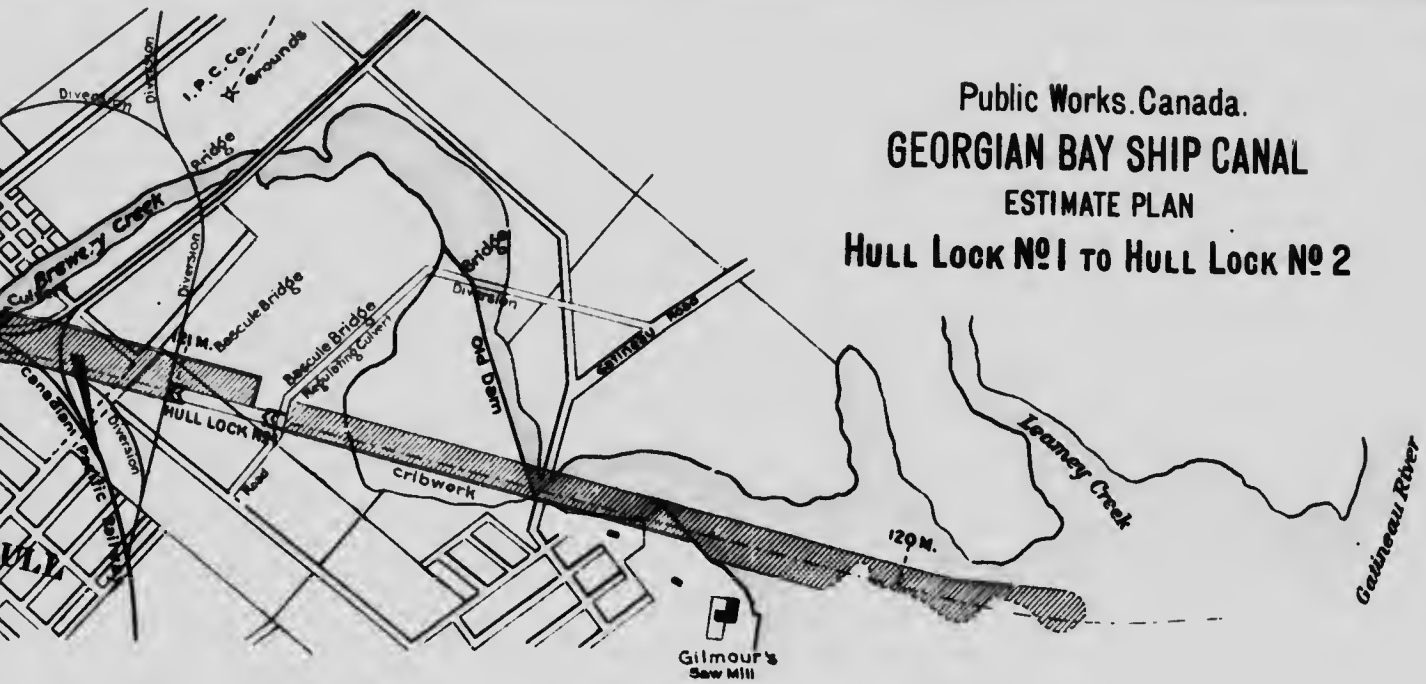 Public Works. Canada.
GEORGIAN BAY SHIP CANAL
ESTIMATE PLAN
HULL LOCK Nº 1 TO HULL LOCK Nº 2
I.P.C. Co.
Grounds
Diversion
Diversion
Bridge
Brewery Creek
Culvert
Diversion
Bascule Bridge
121 M.
Bascule Bridge
Regulating Culvert
Bridge
Diversion
Old Dam
Gatineau Road
Canadian Pacific Railway
Diversion
HULL LOCK Nº
Road
Cribwork
ULL
120 M.
Leamey Creek
Gatineau River
Gilmour's
Saw Mill